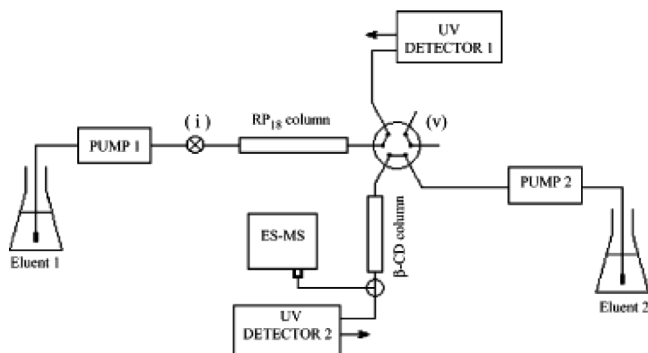 UV
DETECTOR 1
( i )
RP18 column
(v)
PUMP 1
PUMP 2
ES-MS
β-CD column
Eluent 1
Eluent 2
UV
DETECTOR 2